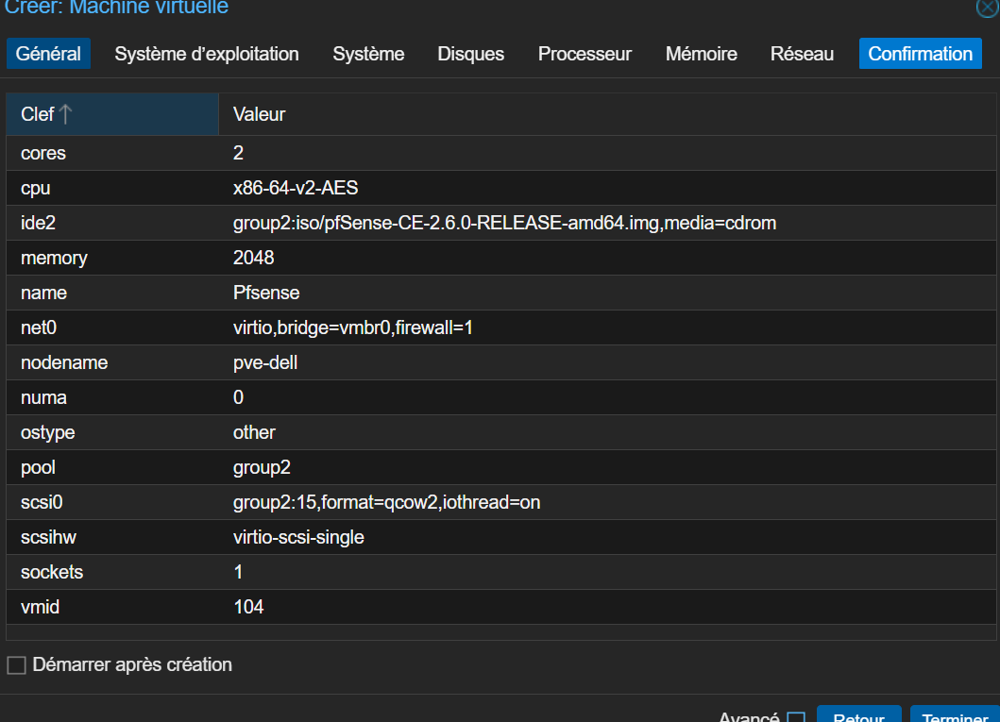 Créer: Machine virtuelle
Général Système d’exploitation Système Disques Processeur Mémoire Réseau Confirmation
Clef Valeur
cores 2
cpu x86-64-v2-AES
ide2 group2:iso/pfSense-CE-2.6.0-RELEASE-amd64.img,media=cdrom
memory 2048
name Pfsense
net0 virtio,bridge=vmbr0,firewall=1
nodename pve-dell
numa 0
ostype other
pool group2
scsi0 group2:15,format=qcow2,iothread=on
scsihw virtio-scsi-single
sockets 1
vmid 104
Démarrer après création
Avancé Retour Terminer